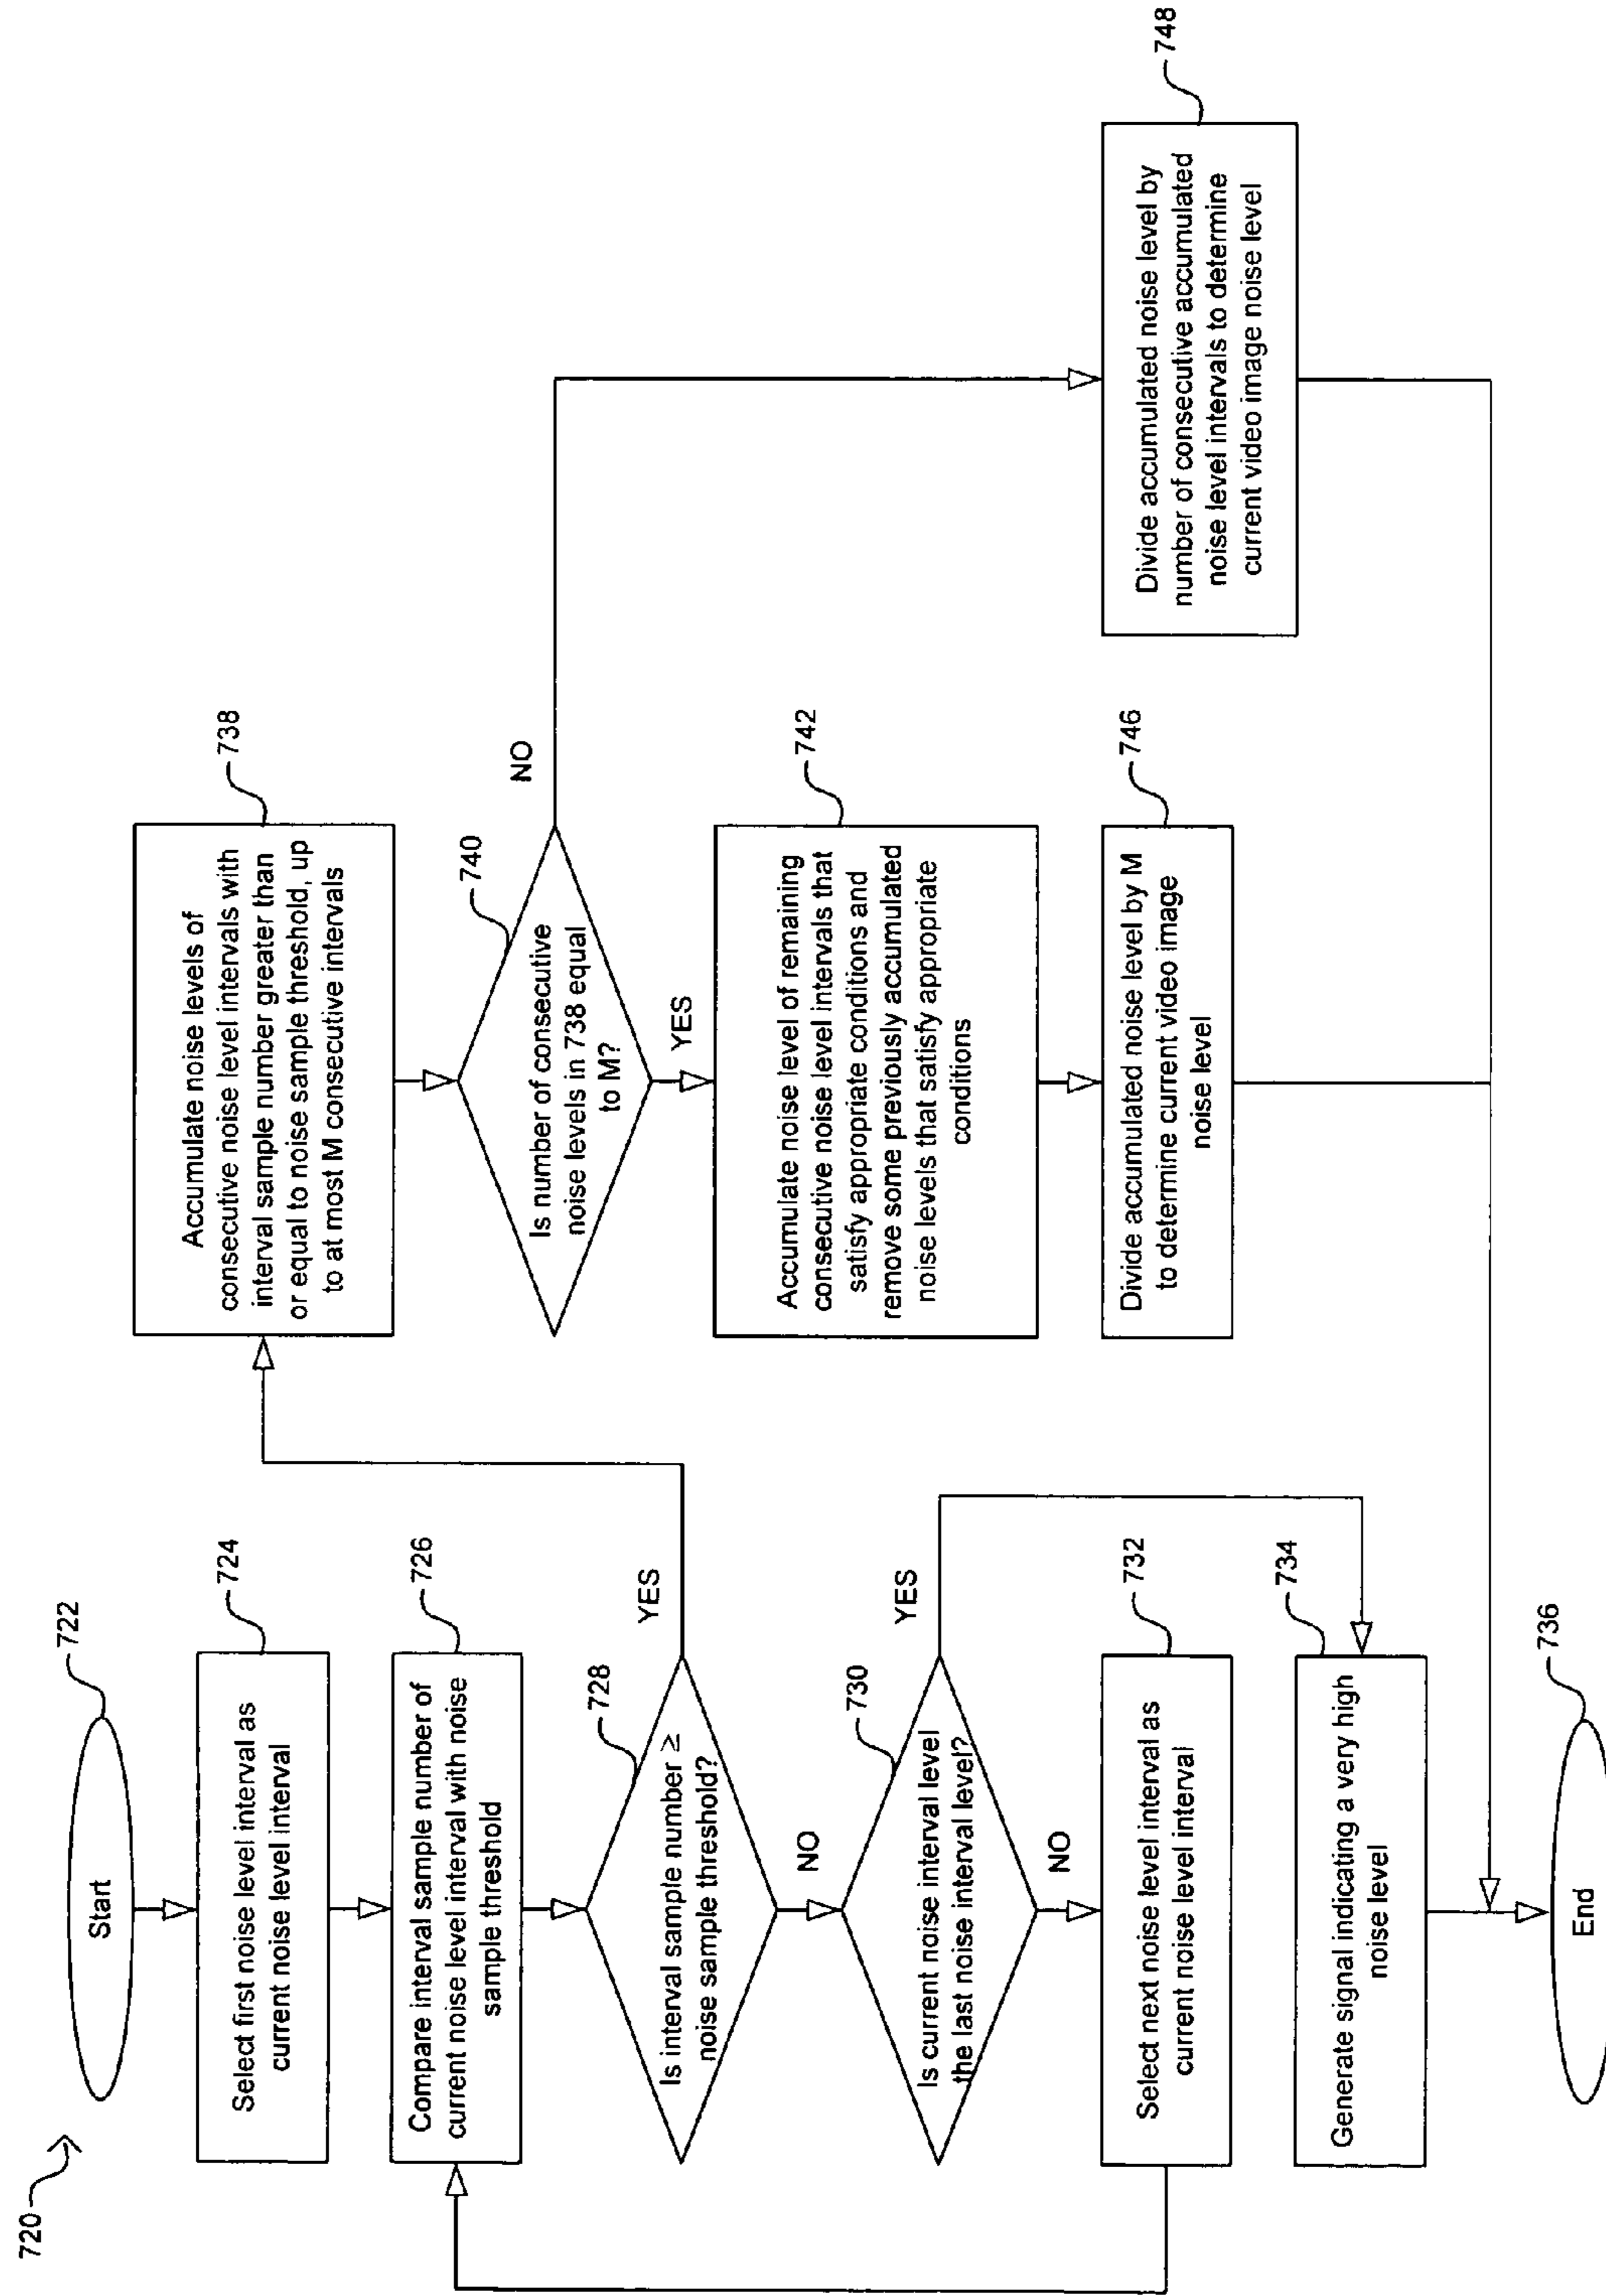 720
722
Start
724
Select first noise level interval as
current noise level interval
726
Compare interval sample number of
current noise level interval with noise
sample threshold
728
Is interval sample number ≥
noise sample threshold?
YES
NO
730
Is current noise interval level
the last noise interval level?
YES
NO
732
Select next noise level interval as
current noise level interval
734
Generate signal indicating a very high
noise level
736
End
738
Accumulate noise levels of
consecutive noise level intervals with
interval sample number greater than
or equal to noise sample threshold, up
to at most M consecutive intervals
740
Is number of consecutive
noise levels in 738 equal
to M?
NO
YES
742
Accumulate noise level of remaining
consecutive noise level intervals that
satisfy appropriate conditions and
remove some previously accumulated
noise levels that satisfy appropriate
conditions
746
Divide accumulated noise level by M
to determine current video image
noise level
748
Divide accumulated noise level by
number of consecutive accumulated
noise level intervals to determine
current video image noise level